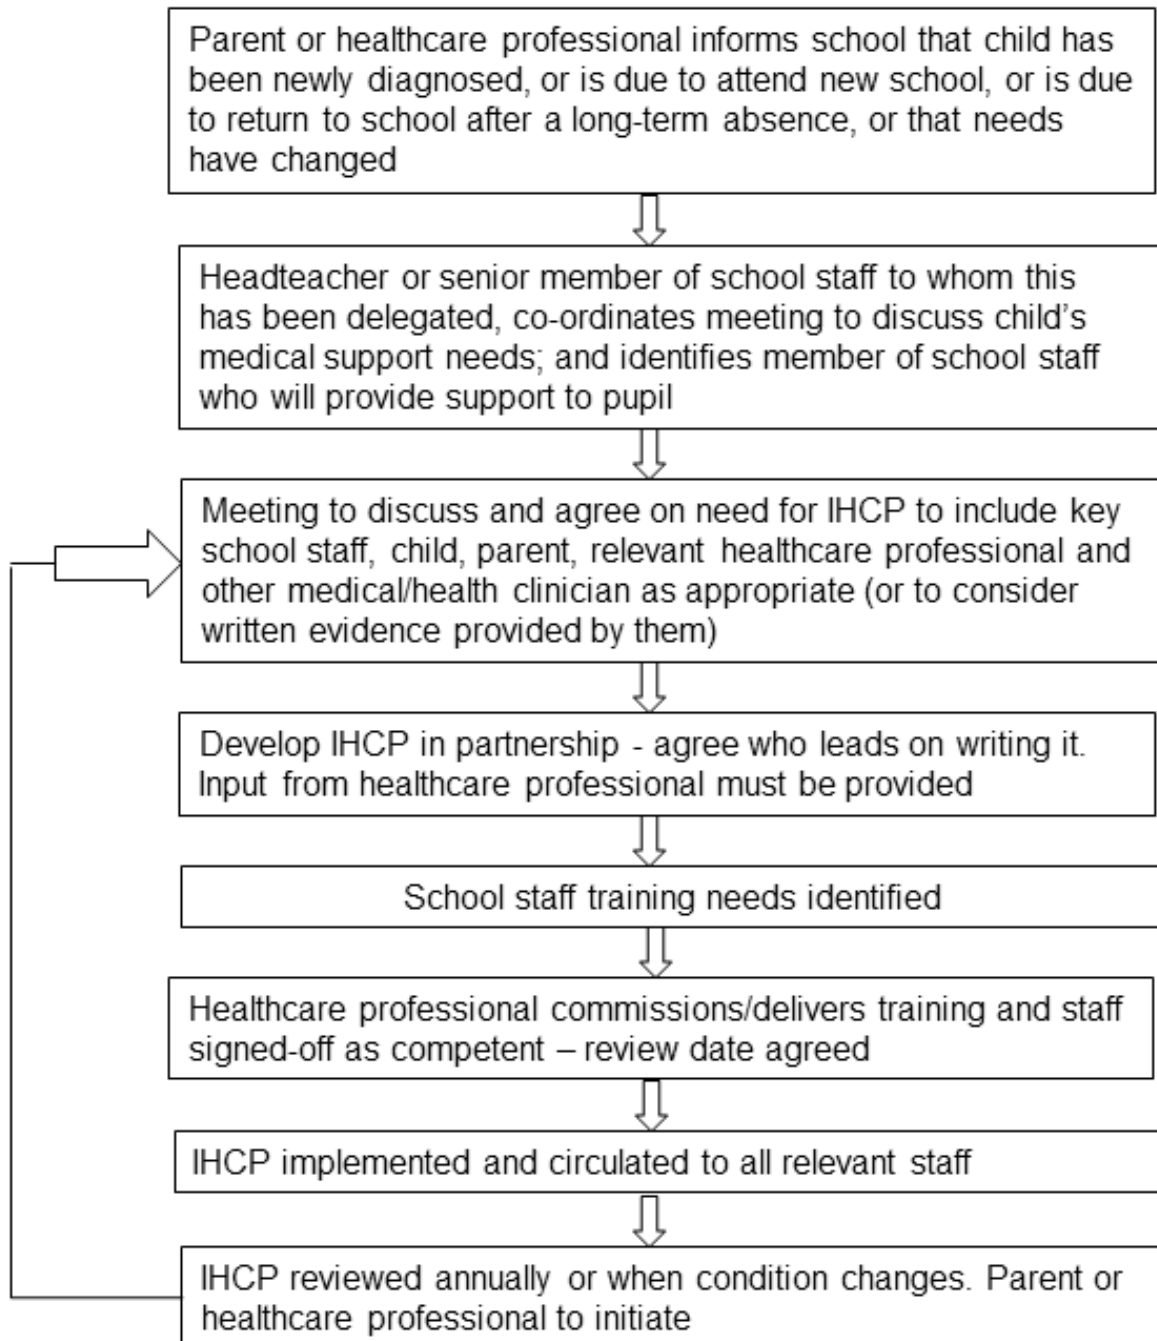 Parent or healthcare professional informs school that child has
been newly diagnosed, or is due to attend new school, or is due
to return to school after a long-term absence, or that needs
have changed
Headteacher or senior member of school staff to whom this
has been delegated, co-ordinates meeting to discuss child’s
medical support needs; and identifies member of school staff
who will provide support to pupil
Meeting to discuss and agree on need for IHCP to include key
school staff, child, parent, relevant healthcare professional and
other medical/health clinician as appropriate (or to consider
written evidence provided by them)
Develop IHCP in partnership - agree who leads on writing it.
Input from healthcare professional must be provided
School staff training needs identified
Healthcare professional commissions/delivers training and staff
signed-off as competent – review date agreed
IHCP implemented and circulated to all relevant staff
IHCP reviewed annually or when condition changes. Parent or
healthcare professional to initiate